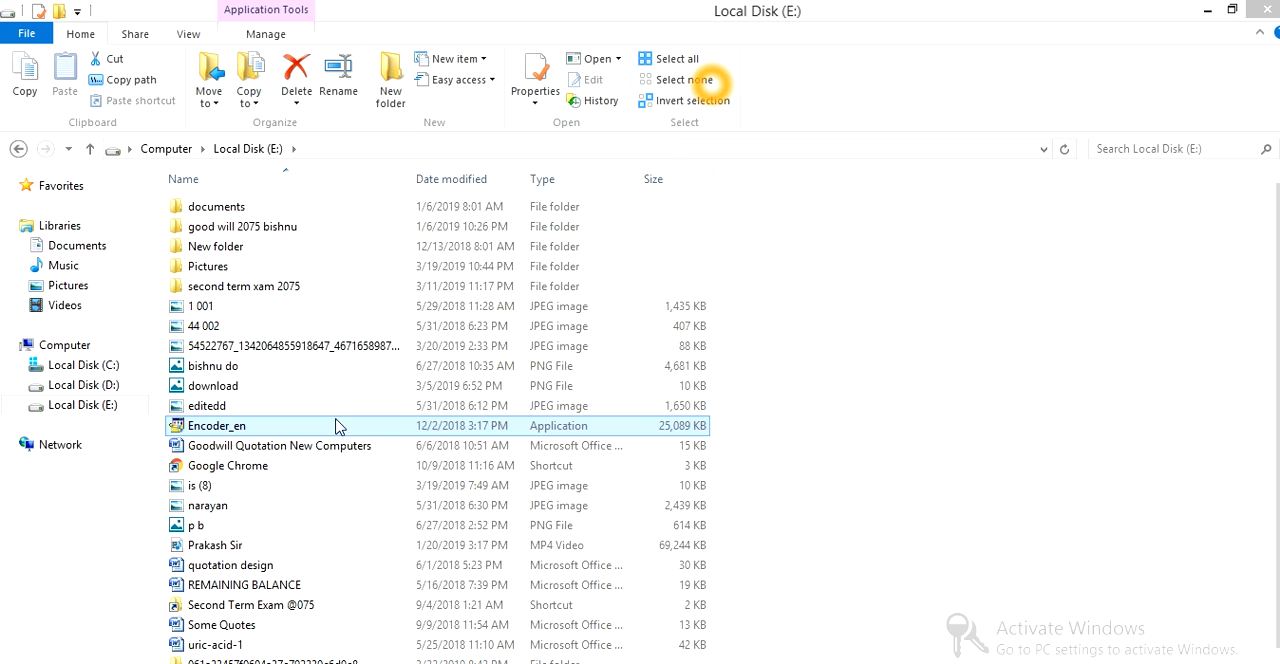 Application Tools
Local Disk (E:)
File
Home
Share
View
Manage
Copy
Paste
Cut
Copy path
Paste shortcut
Clipboard
Move to
Copy to
Delete
Rename
Organize
New folder
New item
Easy access
New
Properties
Open
Edit
History
Open
Select all
Select none
Invert selection
Select
Computer
Local Disk (E:)
Search Local Disk (E:)
Favorites
Libraries
Documents
Music
Pictures
Videos
Computer
Local Disk (C:)
Local Disk (D:)
Local Disk (E:)
Network
Name Date modified Type Size
documents 1/6/2019 8:01 AM File folder
good will 2075 bishnu 1/6/2019 10:26 PM File folder
New folder 12/13/2018 8:01 AM File folder
Pictures 3/19/2019 10:44 PM File folder
second term xam 2075 3/11/2019 11:17 PM File folder
1 001 5/29/2018 11:28 AM JPEG image 1,435 KB
44 002 5/31/2018 6:23 PM JPEG image 407 KB
54522767_1342064855918647_4671658987... 3/20/2019 2:33 PM JPEG image 88 KB
bishnu do 6/27/2018 10:35 AM PNG File 4,681 KB
download 3/5/2019 6:52 PM PNG File 10 KB
editedd 5/31/2018 6:12 PM JPEG image 1,650 KB
Encoder_en 12/2/2018 3:17 PM Application 25,089 KB
Goodwill Quotation New Computers 6/6/2018 10:51 AM Microsoft Office ... 15 KB
Google Chrome 10/9/2018 11:16 AM Shortcut 3 KB
is (8) 3/19/2019 7:49 AM JPEG image 10 KB
narayan 5/31/2018 6:30 PM JPEG image 2,439 KB
p b 6/27/2018 2:52 PM PNG File 614 KB
Prakash Sir 1/20/2019 3:17 PM MP4 Video 69,244 KB
quotation design 6/1/2018 5:23 PM Microsoft Office ... 30 KB
REMAINING BALANCE 5/16/2018 7:39 PM Microsoft Office ... 19 KB
Second Term Exam @075 9/4/2018 1:21 AM Shortcut 2 KB
Some Quotes 9/9/2018 11:54 AM Microsoft Office ... 13 KB
uric-acid-1 5/25/2018 11:10 AM Microsoft Office ... 42 KB
Activate Windows
Go to PC settings to activate Windows.